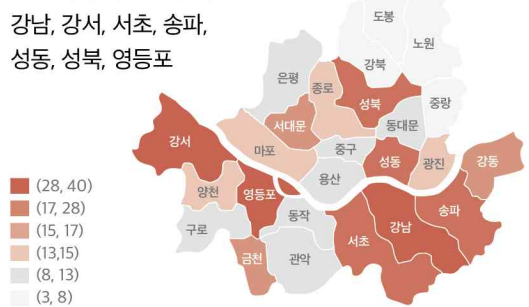 강남, 강서, 서초, 송파,
성동, 성북, 영등포
도봉
노원
강북
은평
종로
성북
중랑
서대문
동대문
강서
마포
중구
성동
광진
강동
용산
양천
영등포
송파
동작
강남
구로
서초
금천
관악
(28, 40)
(17, 28)
(15, 17)
(13,15)
(8, 13)
(3, 8)